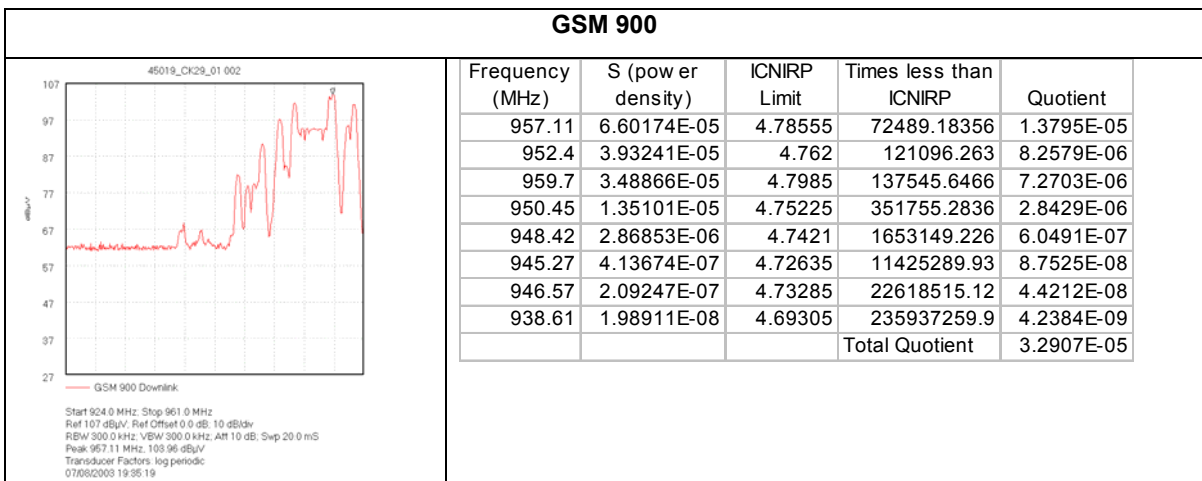 GSM 900
45019_CK29_01 002
107
97
87
77
67
57
47
37
27
dBµV
GSM 900 Downlink
Start 924.0 MHz; Stop 961.0 MHz
Ref 107 dBµV; Ref Offset 0.0 dB; 10 dB/div
RBW 300.0 kHz; VBW 300.0 kHz; Att 10 dB; Swp 20.0 mS
Peak 957.11 MHz, 103.96 dBµV
Transducer Factors: log periodic
07/08/2003 19:35:19
Frequency (MHz) S (pow er density) ICNIRP Limit Times less than ICNIRP Quotient
957.11 6.60174E-05 4.78555 72489.18356 1.3795E-05
952.4 3.93241E-05 4.762 121096.263 8.2579E-06
959.7 3.48866E-05 4.7985 137545.6466 7.2703E-06
950.45 1.35101E-05 4.75225 351755.2836 2.8429E-06
948.42 2.86853E-06 4.7421 1653149.226 6.0491E-07
945.27 4.13674E-07 4.72635 11425289.93 8.7525E-08
946.57 2.09247E-07 4.73285 22618515.12 4.4212E-08
938.61 1.98911E-08 4.69305 235937259.9 4.2384E-09
Total Quotient 3.2907E-05